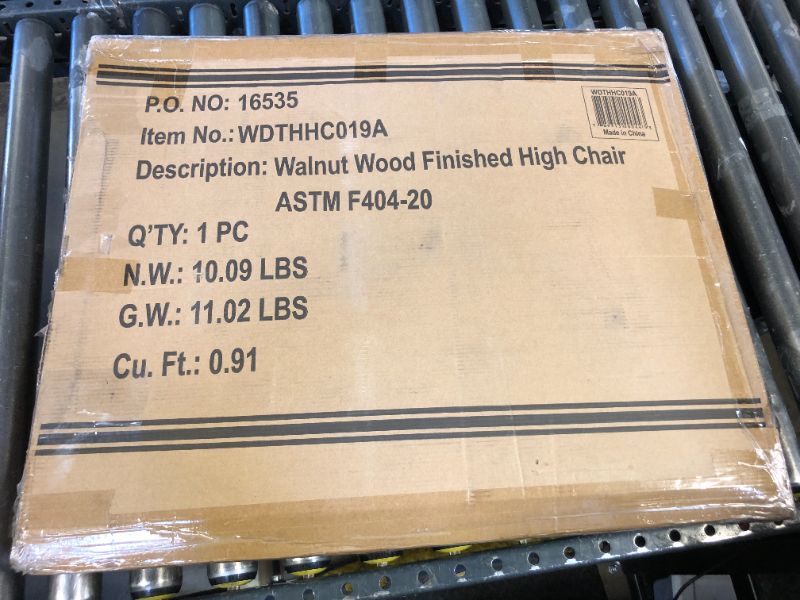 P.O. NO: 16535
Item No.: WDTHHC019A
Description: Walnut Wood Finished High Chair
ASTM F404-20
Q'TY: 1 PC
N.W.: 10.09 LBS
G.W.: 11.02 LBS
Cu. Ft.: 0.91
WDTHHC019A
Made in China